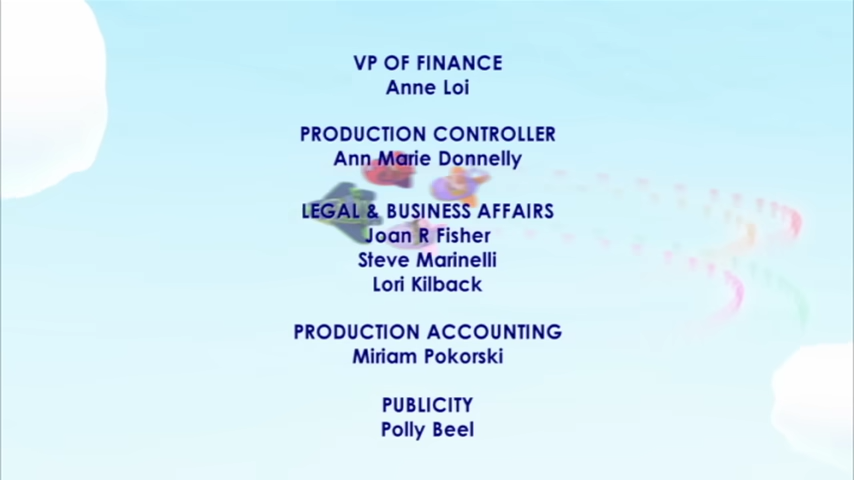 VP OF FINANCE
Anne Loi
PRODUCTION CONTROLLER
Ann Marie Donnelly
LEGAL & BUSINESS AFFAIRS
Joan R Fisher
Steve Marinelli
Lori Kilback
PRODUCTION ACCOUNTING
Miriam Pokorski
PUBLICITY
Polly Beel